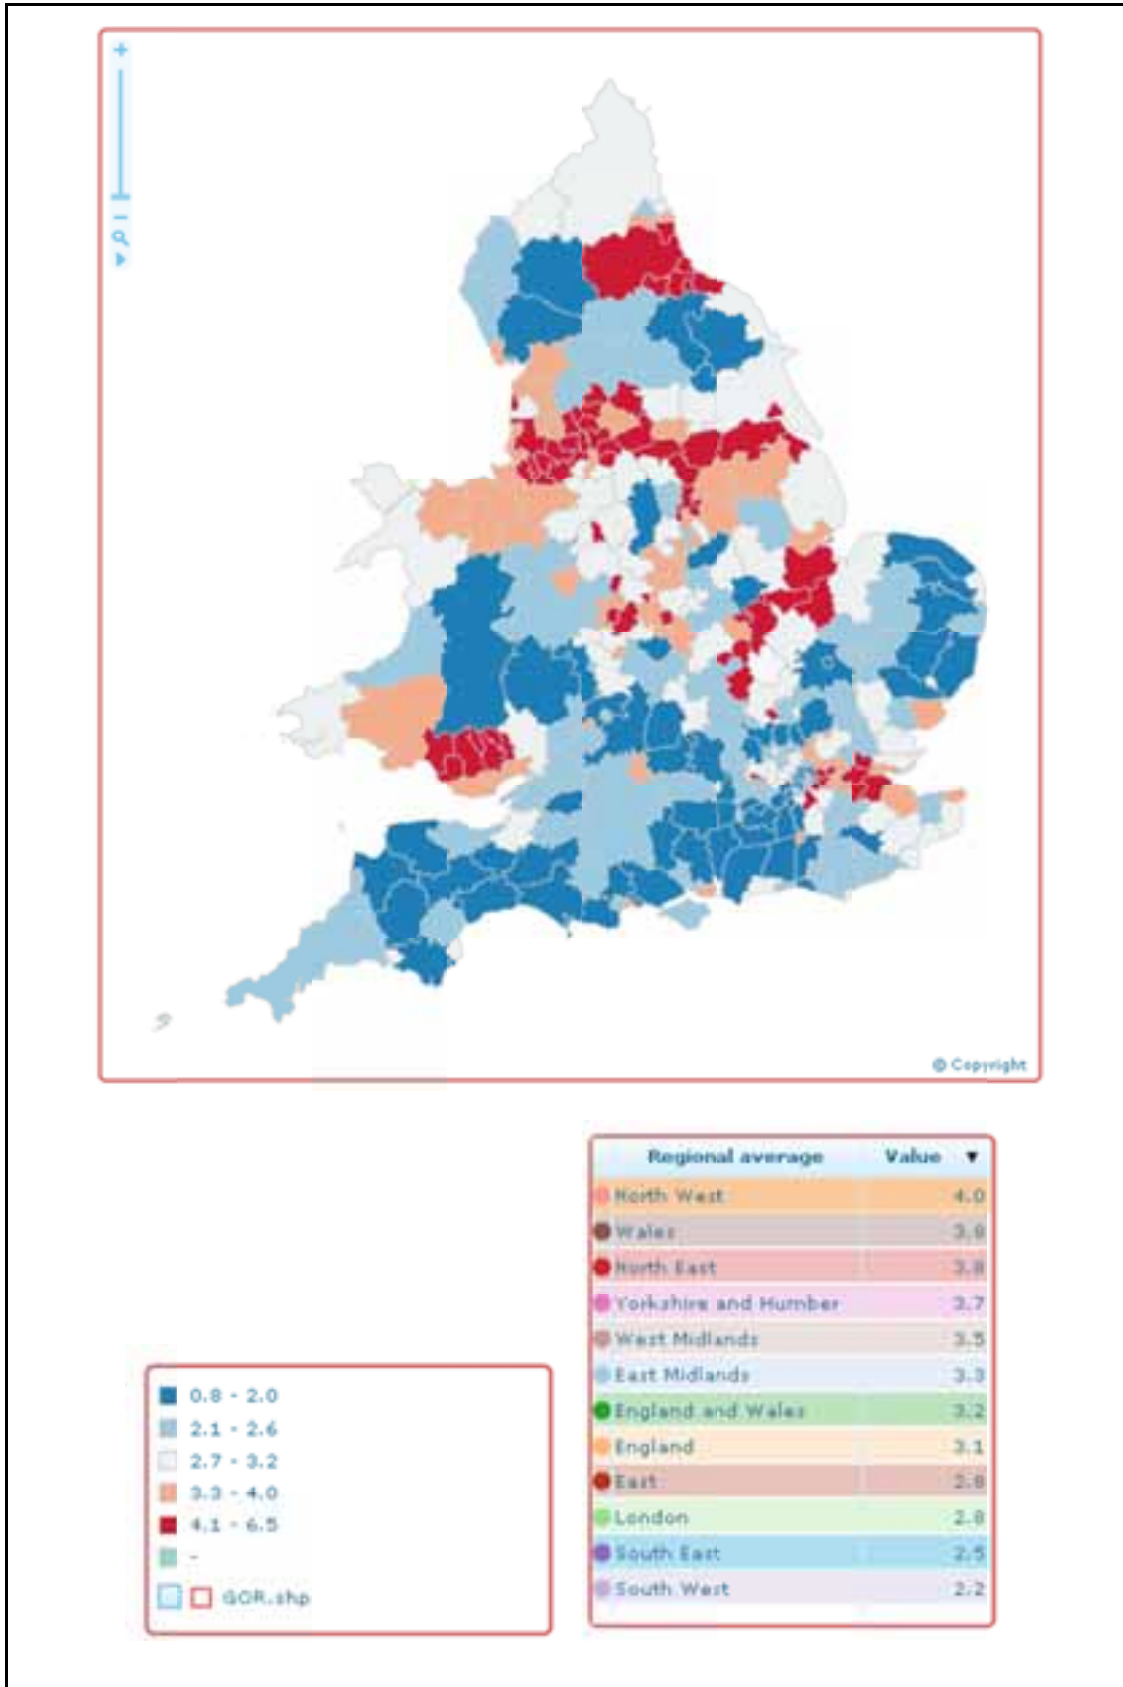 © Copyright
Regional average Value ▼
North West 4.0
Wales 3.9
North East 3.8
Yorkshire and Humber 3.7
West Midlands 3.5
East Midlands 3.3
England and Wales 3.2
England 3.1
East
London 2.8
South East 2.5
South West 2.2
0.8 - 2.0
2.1 - 2.6
2.7 - 3.2
3.3 - 4.0
4.1 - 6.5
-
GOR.shp